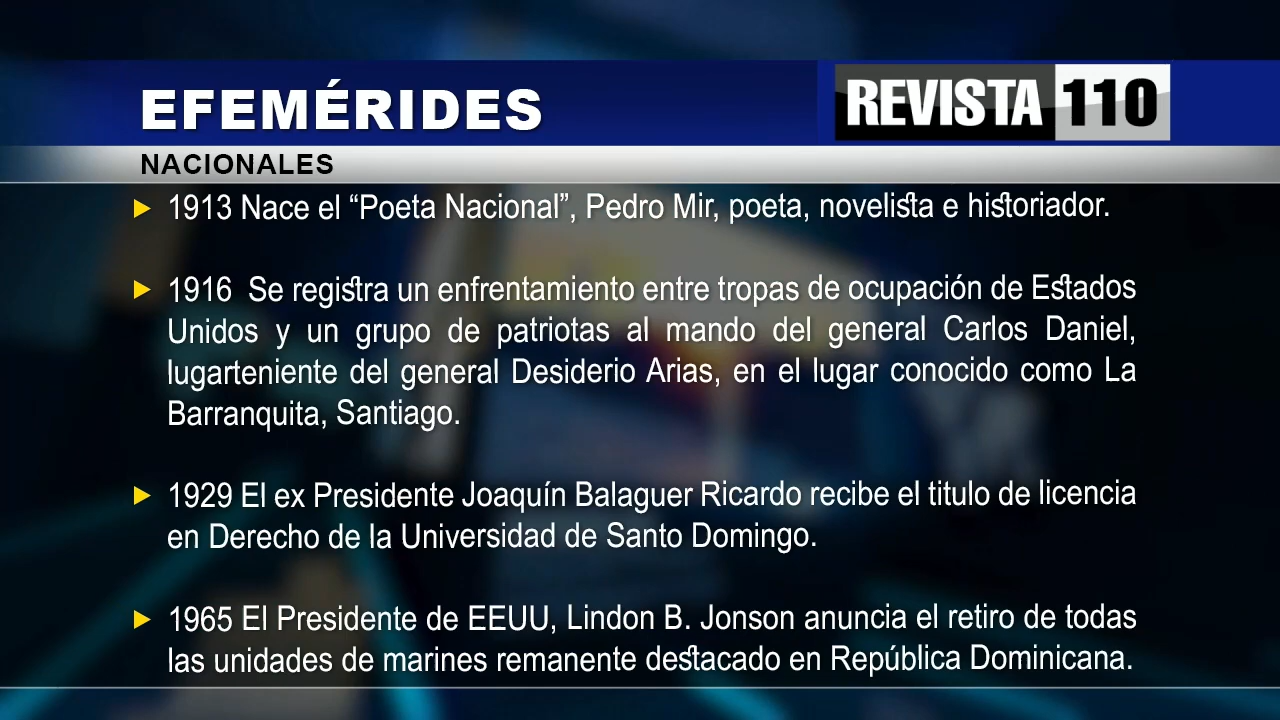 EFEMÉRIDES
REVISTA 110
NACIONALES
1913 Nace el “Poeta Nacional”, Pedro Mir, poeta, novelista e historiador.
1916 Se registra un enfrentamiento entre tropas de ocupación de Estados
Unidos y un grupo de patriotas al mando del general Carlos Daniel,
lugarteniente del general Desiderio Arias, en el lugar conocido como La
Barranquita, Santiago.
1929 El ex Presidente Joaquín Balaguer Ricardo recibe el titulo de licencia
en Derecho de la Universidad de Santo Domingo.
1965 El Presidente de EEUU, Lindon B. Jonson anuncia el retiro de todas
las unidades de marines remanente destacado en República Dominicana.